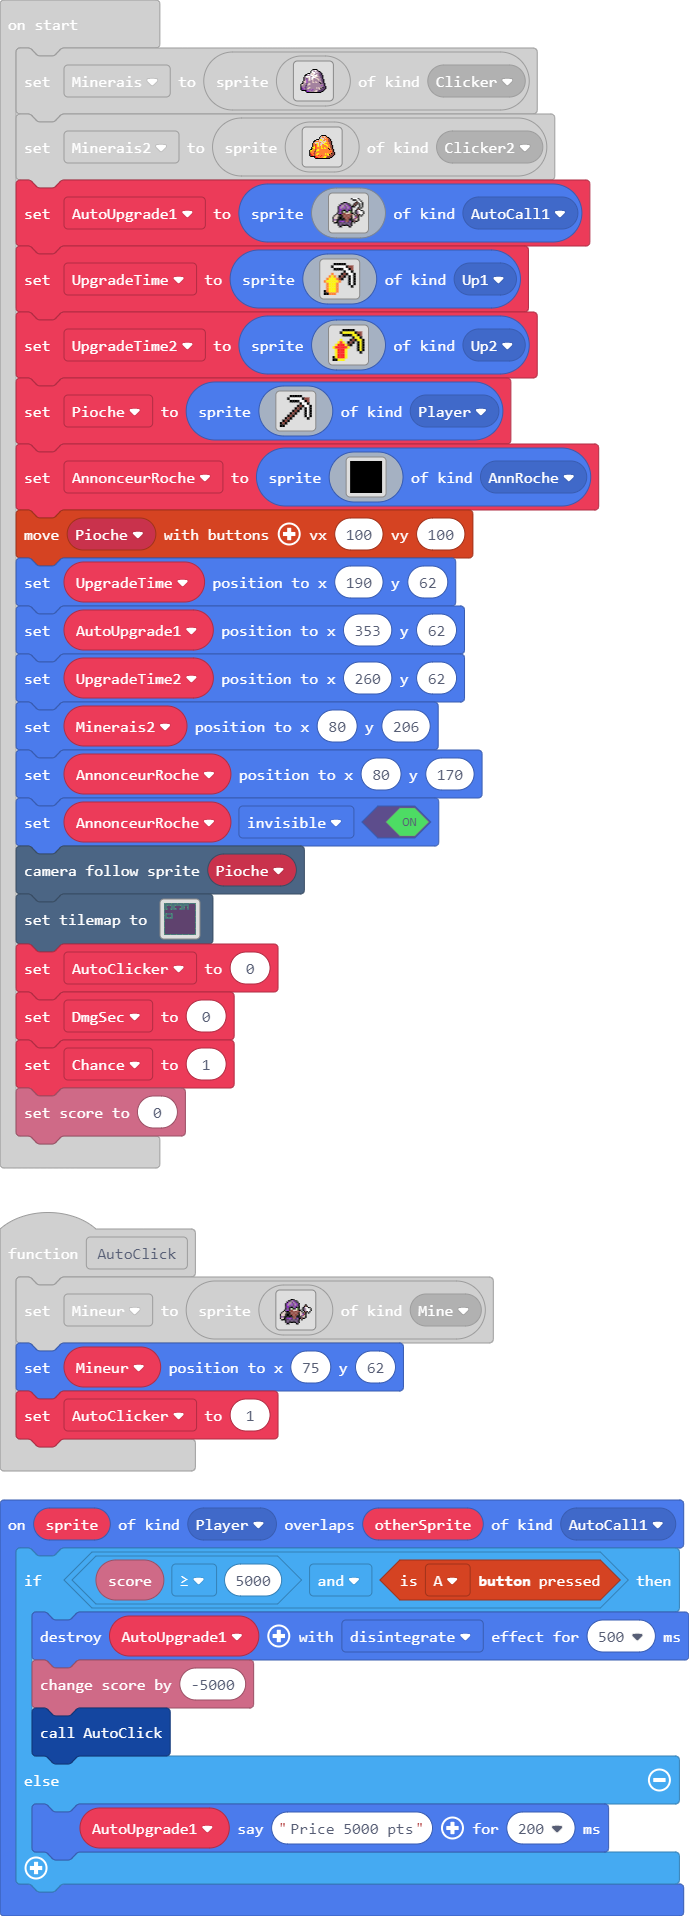 on start
set Minerais to sprite of kind Clicker
set Minerais2 to sprite of kind Clicker2
set AutoUpgrade1 to sprite of kind AutoCall1
set UpgradeTime to sprite of kind Up1
set UpgradeTime2 to sprite of kind Up2
set Pioche to sprite of kind Player
set AnnonceurRoche to sprite of kind AnnRoche
move Pioche with buttons + vx 100 vy 100
set UpgradeTime position to x 190 y 62
set AutoUpgrade1 position to x 353 y 62
set UpgradeTime2 position to x 260 y 62
set Minerais2 position to x 80 y 206
set AnnonceurRoche position to x 80 y 170
set AnnonceurRoche invisible ON
camera follow sprite Pioche
set tilemap to
set AutoClicker to 0
set DmgSec to 0
set Chance to 1
set score to 0
function AutoClick
set Mineur to sprite of kind Mine
set Mineur position to x 75 y 62
set AutoClicker to 1
on sprite of kind Player overlaps otherSprite of kind AutoCall1
if score ≥ 5000 and is A button pressed then
destroy AutoUpgrade1 + with disintegrate effect for 500 ms
change score by -5000
call AutoClick
else
AutoUpgrade1 say "Price 5000 pts" + for 200 ms